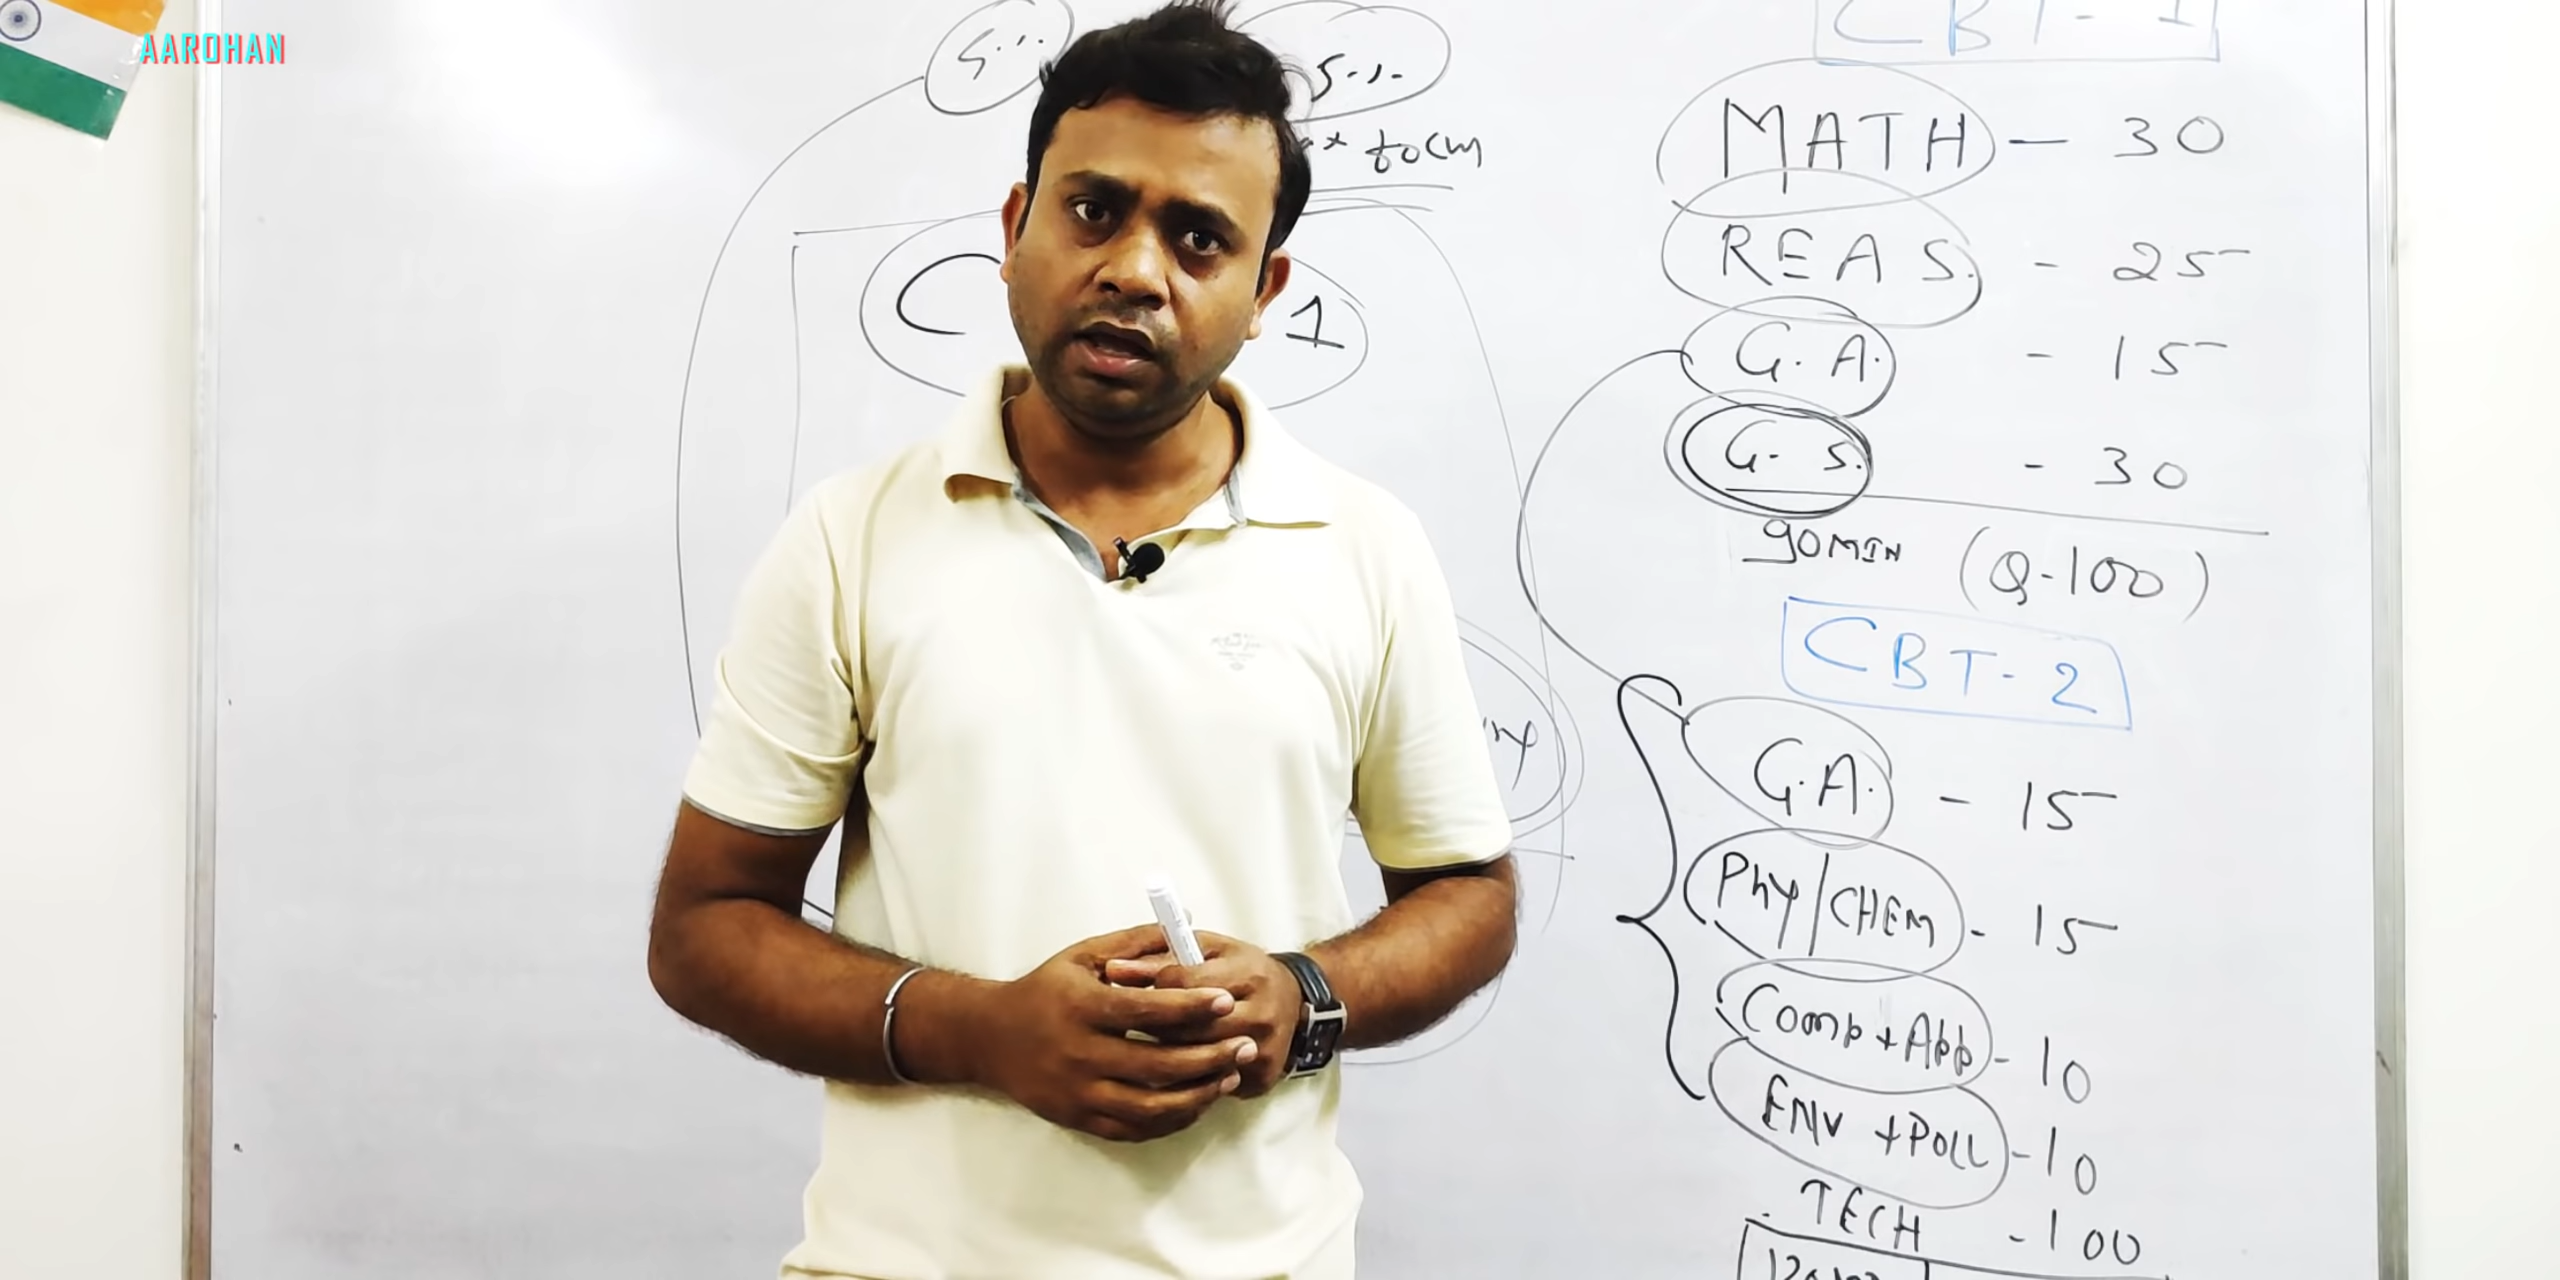 AAROHAN
CBT-1
MATH - 30
REAS. - 25
G.A. - 15
G.S. - 30
90MIN (Q-100)
CBT-2
G.A. - 15
Phy/CHEM - 15
Comp+App - 10
ENV+POLL - 10
TECH - 100
1